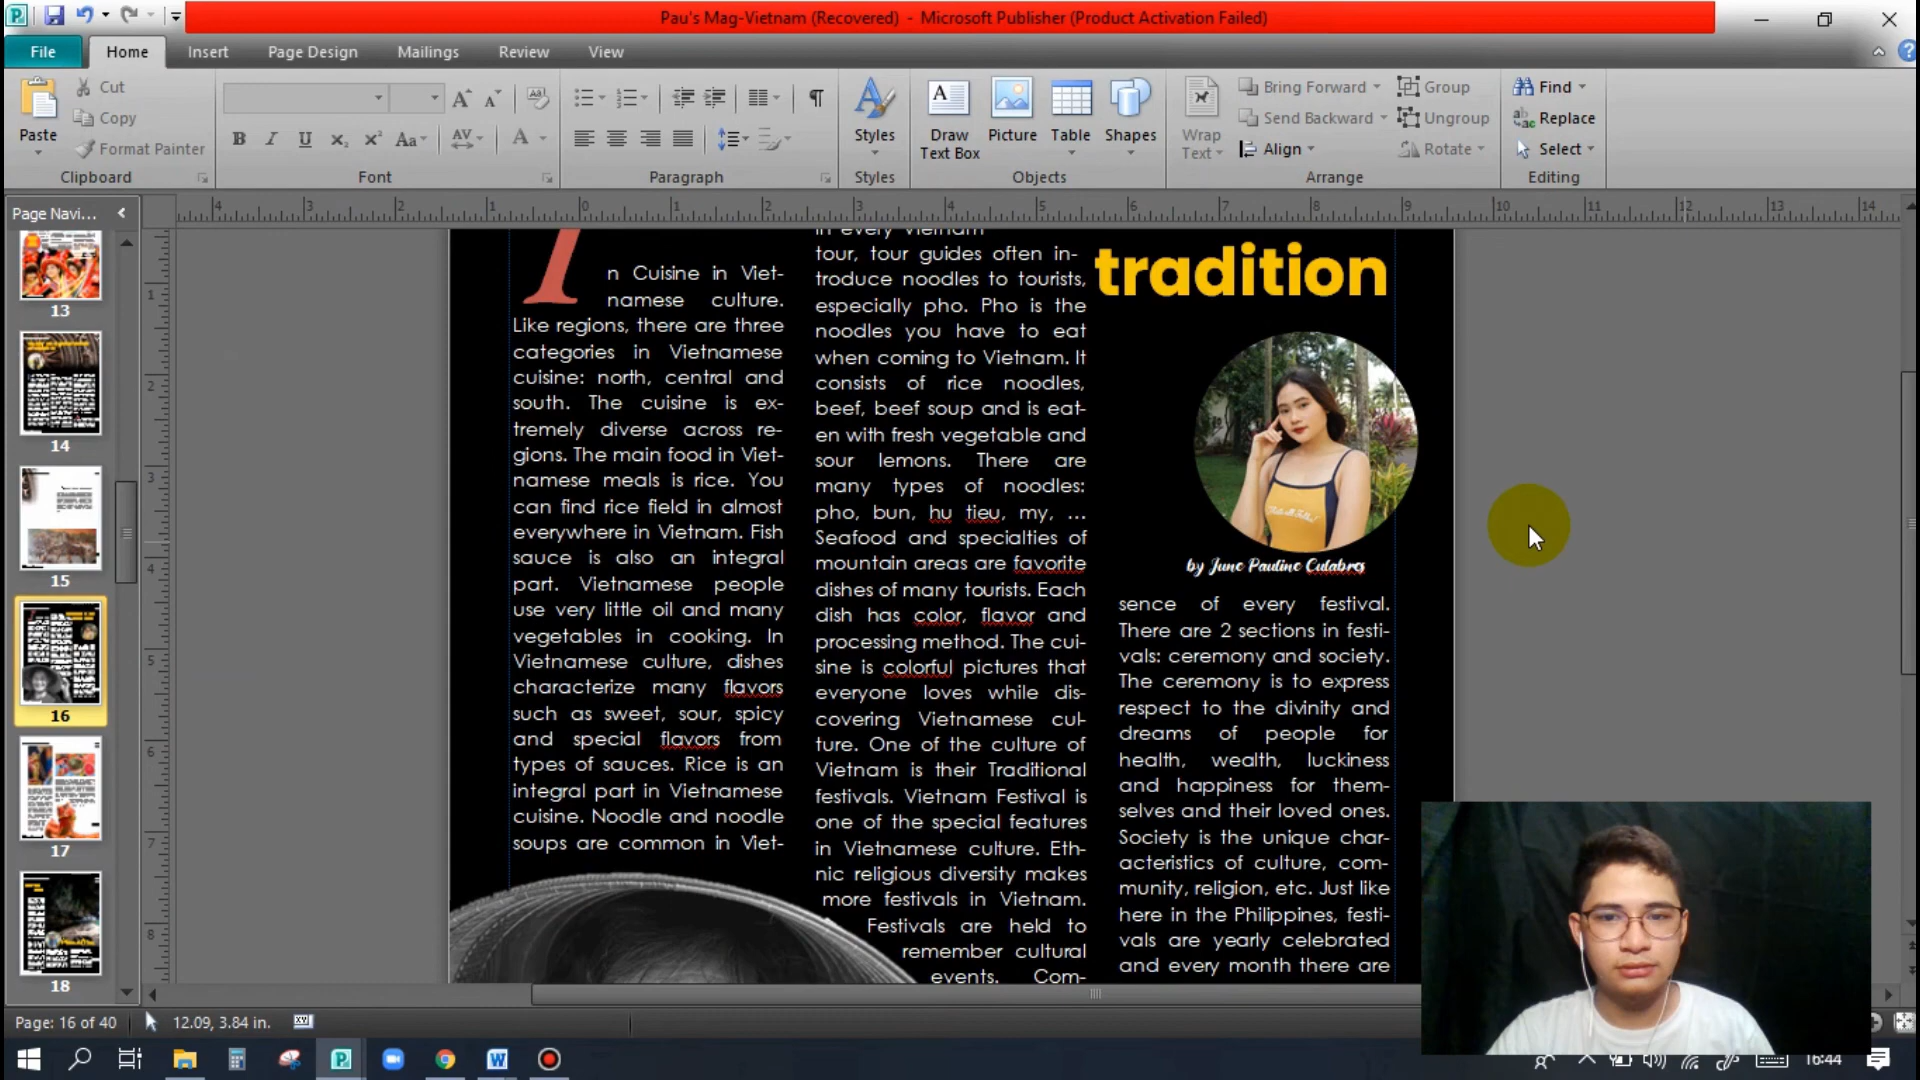 Pau's Mag-Vietnam (Recovered) - Microsoft Publisher (Product Activation Failed)
File Home Insert Page Design Mailings Review View
Paste
Cut
Copy
Format Painter
Clipboard
Font
Paragraph
Styles
Styles
Draw
Text Box
Picture
Table
Shapes
Objects
Wrap
Text
Bring Forward
Send Backward
Align
Group
Ungroup
Rotate
Arrange
Find
Replace
Select
Editing
Page Navi...
13
14
15
16
17
18
I
n Cuisine in Viet-
namese culture.
Like regions, there are three
categories in Vietnamese
cuisine: north, central and
south. The cuisine is ex-
tremely diverse across re-
gions. The main food in Viet-
namese meals is rice. You
can find rice field in almost
everywhere in Vietnam. Fish
sauce is also an integral
part. Vietnamese people
use very little oil and many
vegetables in cooking. In
Vietnamese culture, dishes
characterize many flavors
such as sweet, sour, spicy
and special flavors from
types of sauces. Rice is an
integral part in Vietnamese
cuisine. Noodle and noodle
soups are common in Viet-
in every Vietnam
tour, tour guides often in-
troduce noodles to tourists,
especially pho. Pho is the
noodles you have to eat
when coming to Vietnam. It
consists of rice noodles,
beef, beef soup and is eat-
en with fresh vegetable and
sour lemons. There are
many types of noodles:
pho, bun, hu tieu, my, ...
Seafood and specialties of
mountain areas are favorite
dishes of many tourists. Each
dish has color, flavor and
processing method. The cui-
sine is colorful pictures that
everyone loves while dis-
covering Vietnamese cul-
ture. One of the culture of
Vietnam is their Traditional
festivals. Vietnam Festival is
one of the special features
in Vietnamese culture. Eth-
nic religious diversity makes
more festivals in Vietnam.
Festivals are held to
remember cultural
events. Com-
tradition
by June Pauline Culabres
sence of every festival.
There are 2 sections in festi-
vals: ceremony and society.
The ceremony is to express
respect to the divinity and
dreams of people for
health, wealth, luckiness
and happiness for them-
selves and their loved ones.
Society is the unique char-
acteristics of culture, com-
munity, religion, etc. Just like
here in the Philippines, festi-
vals are yearly celebrated
and every month there are
Page: 16 of 40
12.09, 3.84 in.
16:44